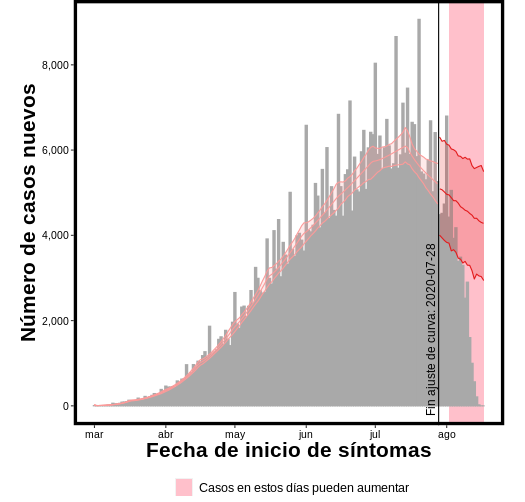 Número de casos nuevos
8,000
6,000
4,000
2,000
0
Fin ajuste de curva: 2020-07-28
mar
abr
may
jun
jul
ago
Fecha de inicio de síntomas
Casos en estos días pueden aumentar